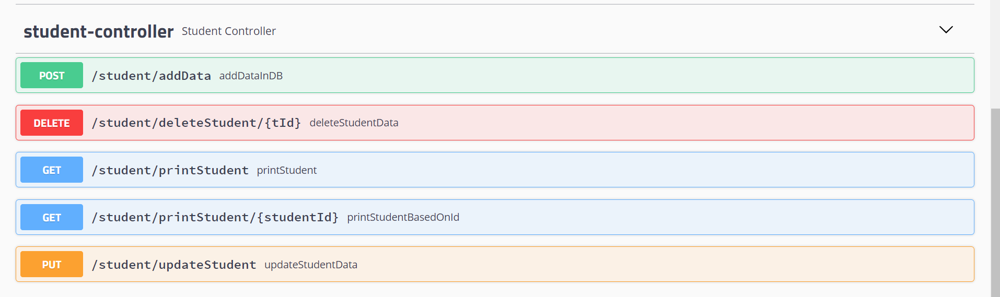 student-controller Student Controller
POST /student/addData addDataInDB
DELETE /student/deleteStudent/{tId} deleteStudentData
GET /student/printStudent printStudent
GET /student/printStudent/{studentId} printStudentBasedOnId
PUT /student/updateStudent updateStudentData